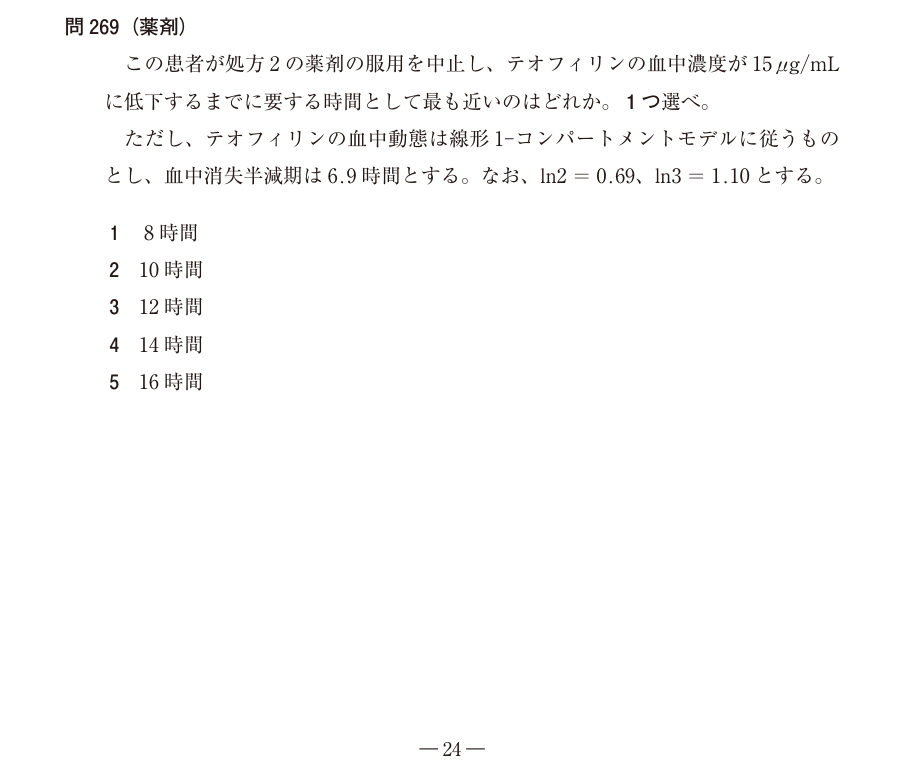 問 269（薬剤）
この患者が処方２の薬剤の服用を中止し、テオフィリンの血中濃度が 15 μg/mL
に低下するまでに要する時間として最も近いのはどれか。１つ選べ。
ただし、テオフィリンの血中動態は線形 1-コンパートメントモデルに従うもの
とし、血中消失半減期は 6.9 時間とする。なお、ln2 = 0.69、ln3 = 1.10 とする。
1 8 時間
2 10 時間
3 12 時間
4 14 時間
5 16 時間
― 24 ―